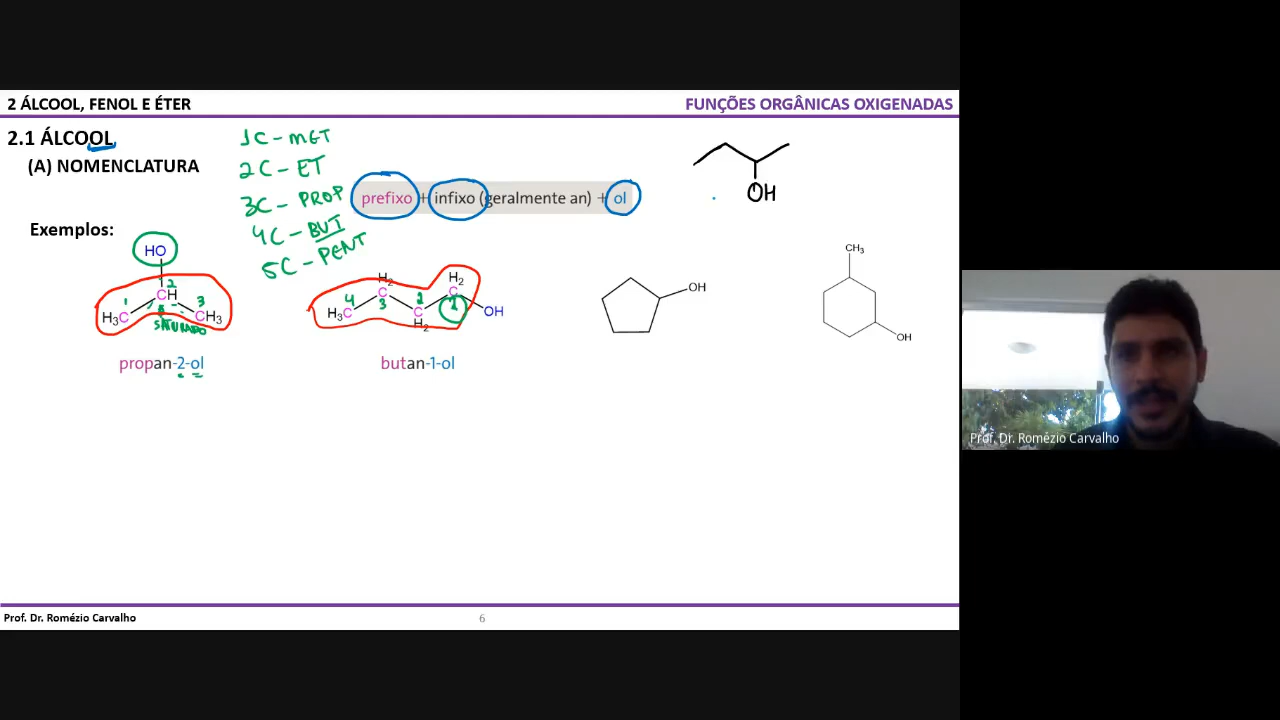 2 ÁLCOOL, FENOL E ÉTER
FUNÇÕES ORGÂNICAS OXIGENADAS
2.1 ÁLCOOL
(A) NOMENCLATURA
1C - MET
2C - ET
3C - PROP
4C - BUT
5C - PENT
prefixo + infixo (geralmente an) + ol
OH
Exemplos:
HO
1
2
3
H3C
CH
CH3
SATURADO
propan-2-ol
H2
H2
4
C
C
3
2
1
H3C
C
OH
H2
butan-1-ol
OH
CH3
OH
Prof. Dr. Romézio Carvalho
Prof. Dr. Romézio Carvalho
6